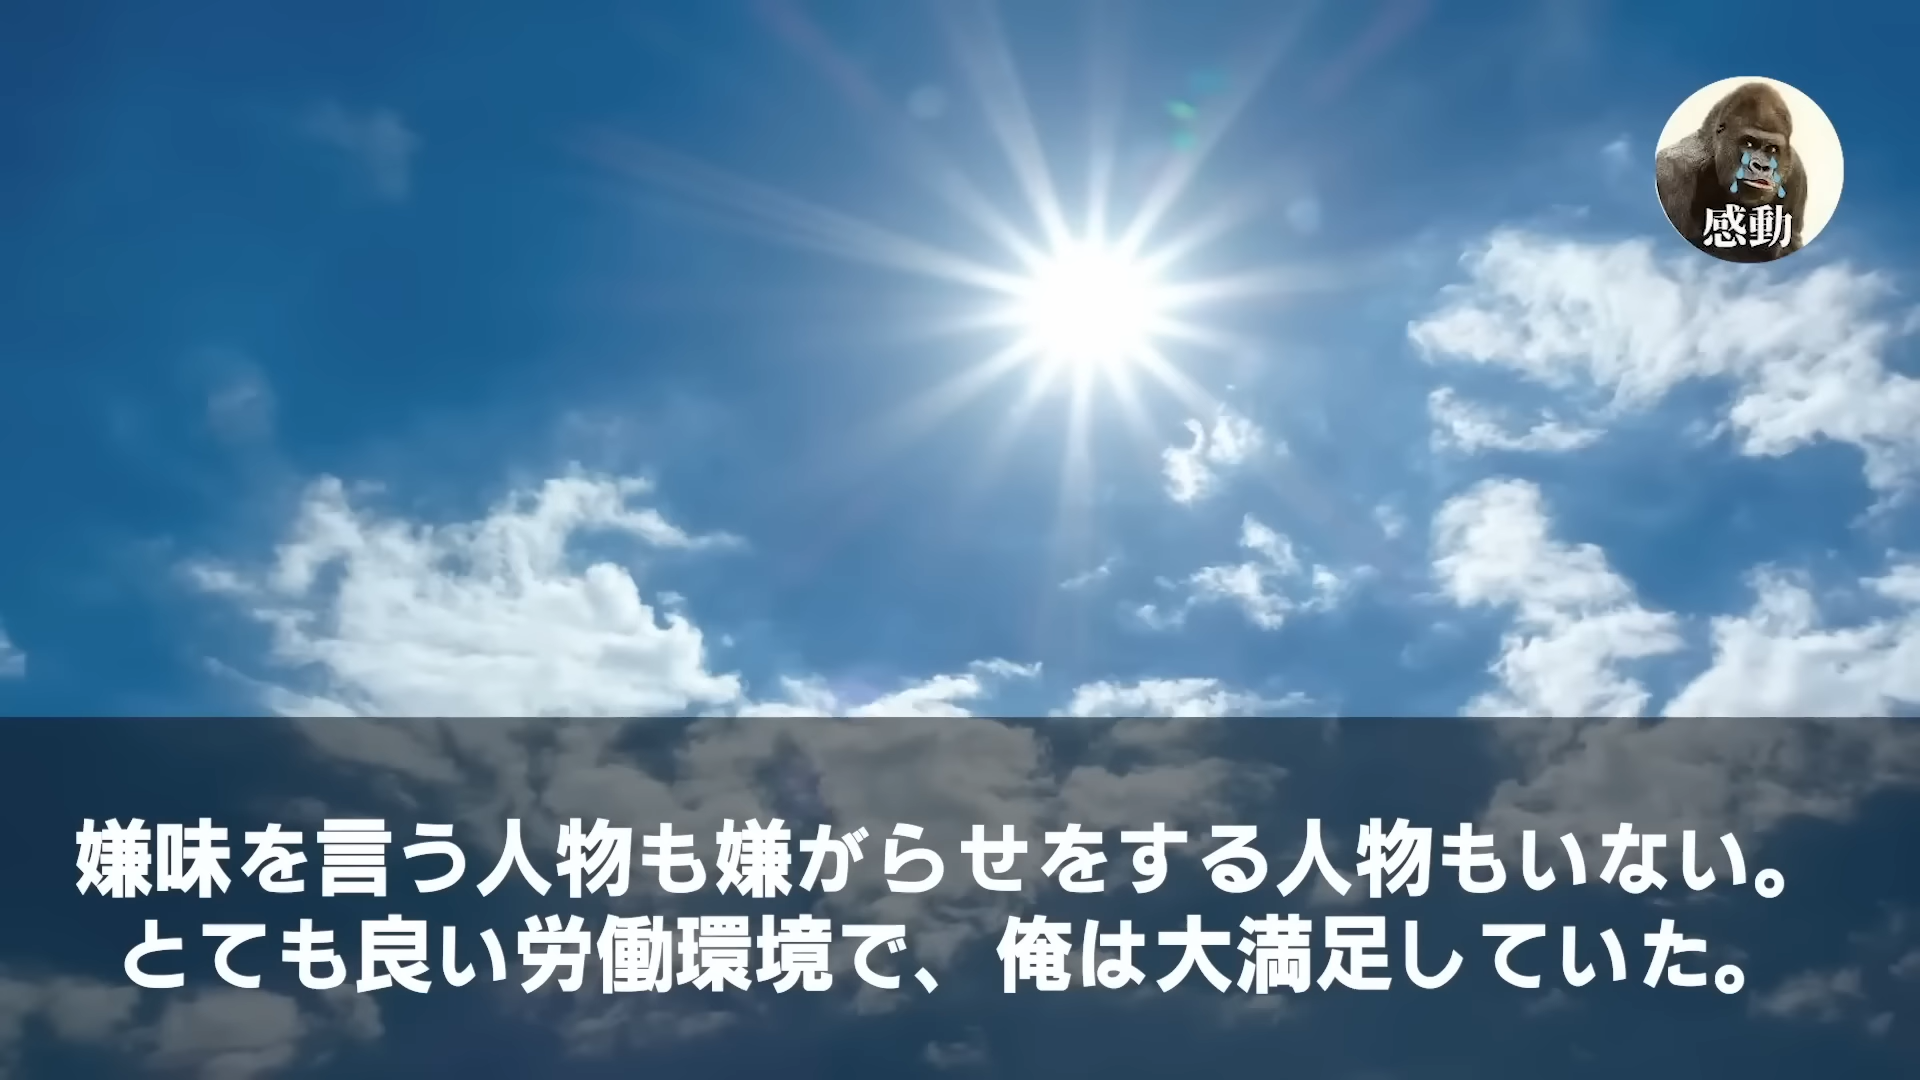 感動
嫌味を言う人物も嫌がらせをする人物もいない。
とても良い労働環境で、俺は大満足していた。